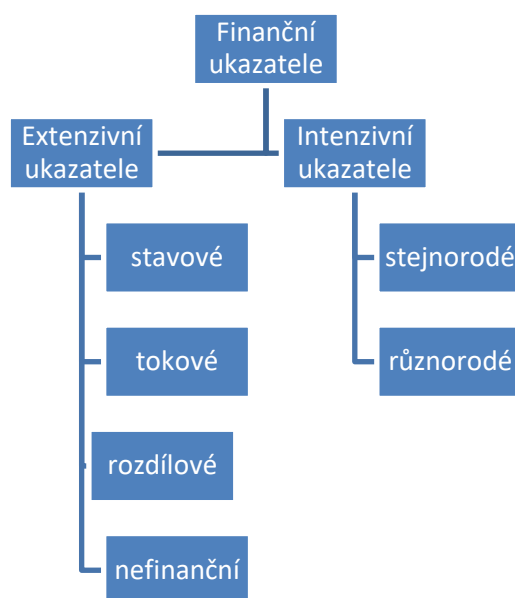 Finanční
ukazatele
Extenzivní
ukazatele
stavové
tokové
rozdílové
nefinanční
Intenzivní
ukazatele
stejnorodé
různorodé